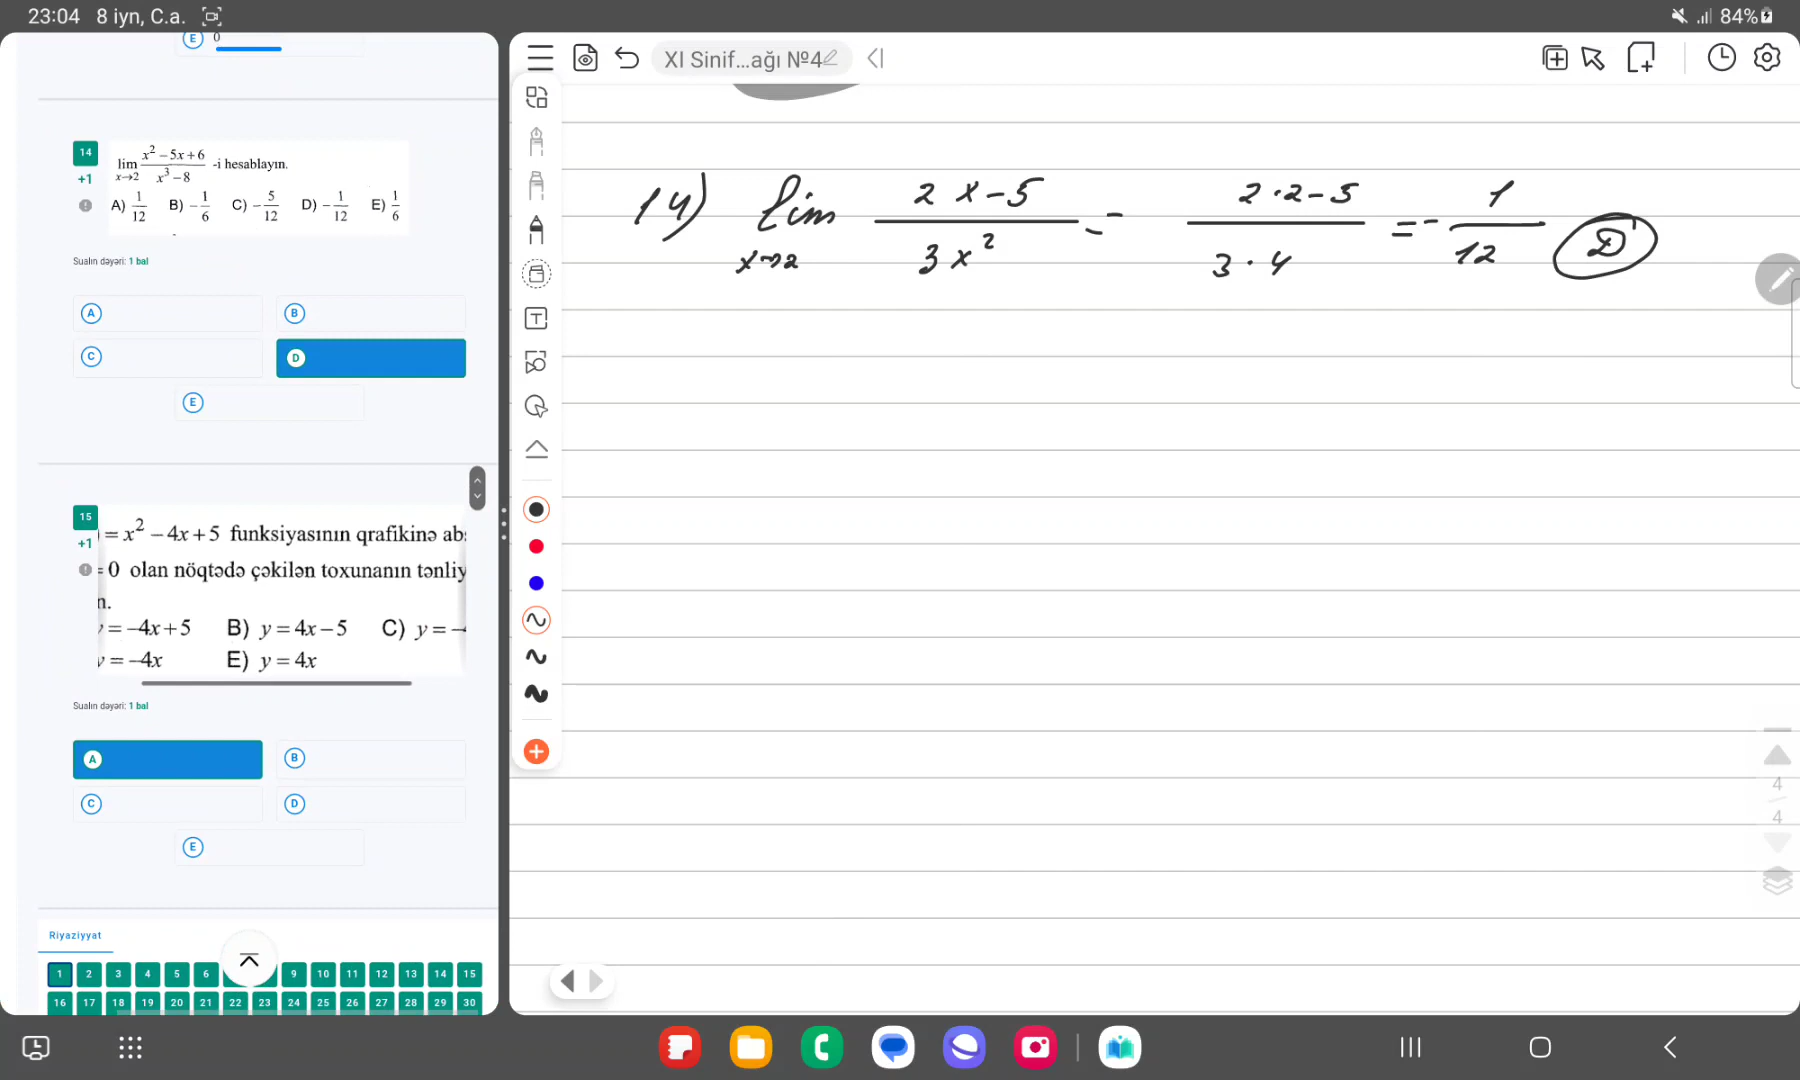 23:04 8 iyn, C.a.
84%
E 0
14
+1
lim x→2 (x² − 5x + 6)/(x³ − 8) -i hesablayın.
A) 1/12 B) −1/6 C) −5/12 D) −1/12 E) 1/6
Sualın dəyəri: 1 bal
A B
C D
E
15
+1
) = x² − 4x + 5 funksiyasının qrafikinə
= 0 olan nöqtədə çəkilən toxunanın
n.
y = −4x + 5 B) y = 4x − 5 C) y = −
y = −4x E) y = 4x
Sualın dəyəri: 1 bal
A B
C D
E
Riyaziyyat
1 2 3 4 5 6 9 10 11 12 13 14 15
16 17 18 19 20 21 22 23 24 25 26 27 28 29 30
XI Sinif...ağı №4
T
14) lim x→2 (2x − 5)/(3x²) = (2·2 − 5)/(3·4) = − 1/12 D
4
4